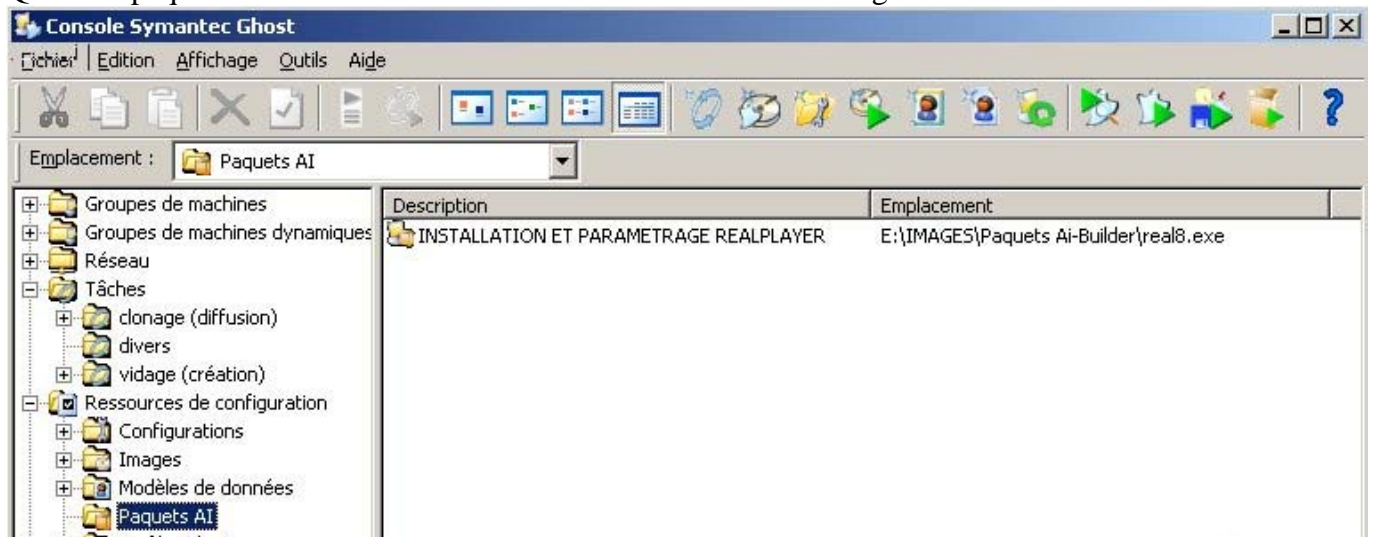 Console Symantec Ghost
Fichier Edition Affichage Outils Aide
Emplacement : Paquets AI
Groupes de machines
Groupes de machines dynamiques
Réseau
Tâches
clonage (diffusion)
divers
vidage (création)
Ressources de configuration
Configurations
Images
Modèles de données
Paquets AI
Description Emplacement
INSTALLATION ET PARAMETRAGE REALPLAYER E:\IMAGES\Paquets Ai-Builder\real8.exe